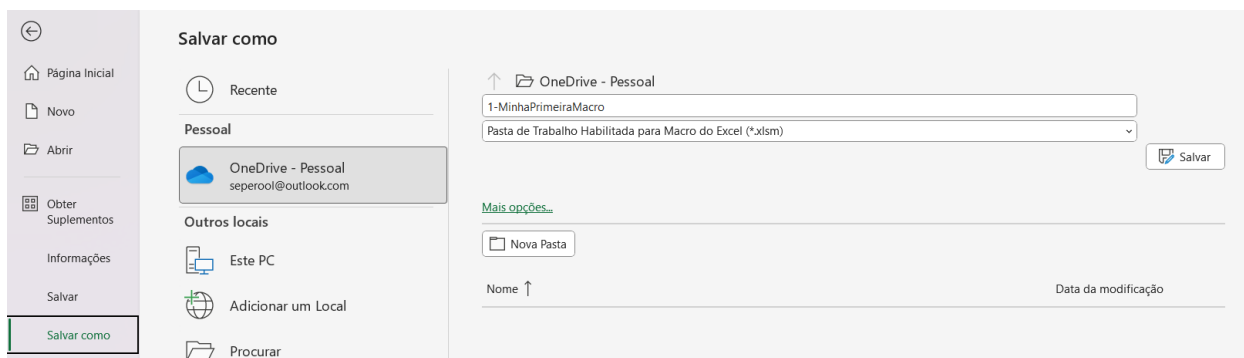 Página Inicial
Novo
Abrir
Obter
Suplementos
Informações
Salvar
Salvar como
Salvar como
Recente
Pessoal
OneDrive - Pessoal
seperool@outlook.com
Outros locais
Este PC
Adicionar um Local
Procurar
OneDrive - Pessoal
1-MinhaPrimeiraMacro
Pasta de Trabalho Habilitada para Macro do Excel (*.xlsm)
Salvar
Mais opções...
Nova Pasta
Nome ↑ Data da modificação